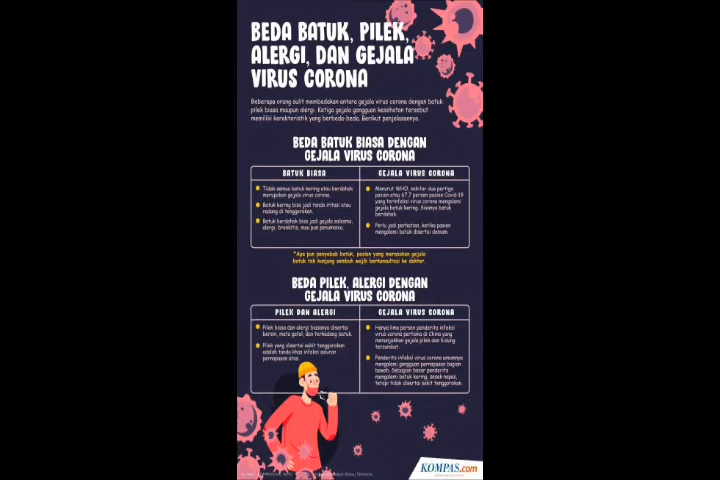 BEDA BATUK, PILEK,
ALERGI, DAN GEJALA
VIRUS CORONA
Beberapa orang sulit membedakan antara gejala virus corona dengan batuk
pilek biasa maupun alergi. Ketiga gejala gangguan kesehatan tersebut
memiliki karakteristik yang berbeda-beda. Berikut penjelasannya.
BEDA BATUK BIASA DENGAN
GEJALA VIRUS CORONA
BATUK BIASA
Tidak semua batuk kering atau berdahak
merupakan gejala virus corona.
Batuk kering bisa jadi tanda iritasi atau
radang di tenggorokan.
Batuk berdahak bisa jadi gejala salesma,
alergi, bronkitis, mau pun pneumonia.
GEJALA VIRUS CORONA
Menurut WHO, sekitar dua pertiga
pasien atau 67,7 persen pasien Covid-19
yang terinfeksi virus corona mengalami
gejala batuk kering. Sisanya batuk
berdahak.
Perlu jadi perhatian, ketika pasien
mengalami batuk disertai demam.
*Apa pun penyebab batuk, pasien yang merasakan gejala
batuk tak kunjung sembuh wajib berkonsultasi ke dokter.
BEDA PILEK, ALERGI DENGAN
GEJALA VIRUS CORONA
PILEK DAN ALERGI
Pilek biasa dan alergi biasanya disertai
bersin, mata gatal, dan terkadang batuk.
Pilek yang disertai sakit tenggorokan
adalah tanda khas infeksi saluran
pernapasan atas.
GEJALA VIRUS CORONA
Hanya lima persen penderita infeksi
virus corona pertama di China yang
menunjukkan gejala pilek dan hidung
tersumbat.
Penderita infeksi virus corona umumnya
mengalami gangguan pernapasan bagian
bawah. Sebagian besar penderita
mengalami batuk kering, sesak napas,
tetapi tidak disertai sakit tenggorokan.
KOMPAS.com